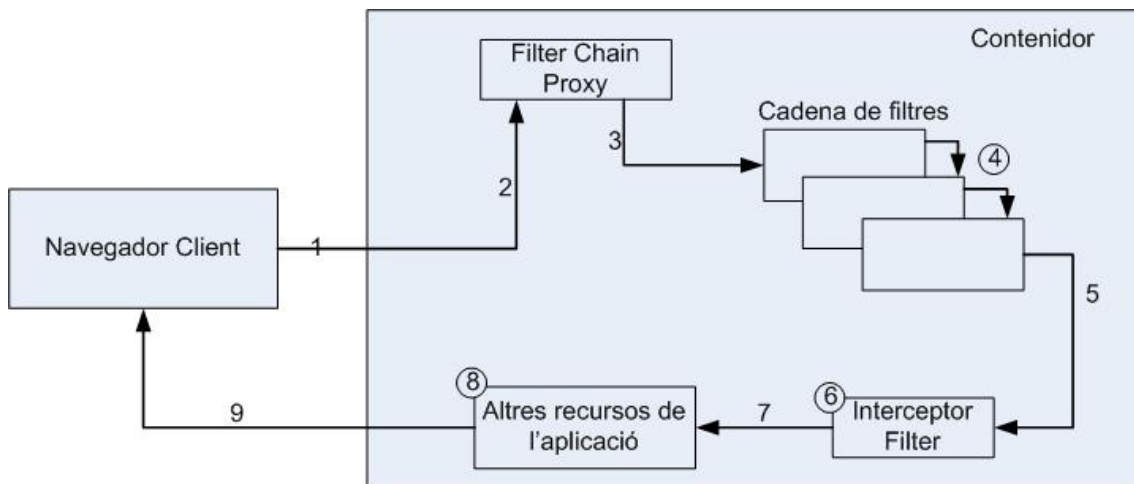 Contenidor
Filter Chain
Proxy
Cadena de filtres
3
4
2
Navegador Client
1
5
8
6
Altres recursos de
l'aplicació
7
Interceptor
Filter
9